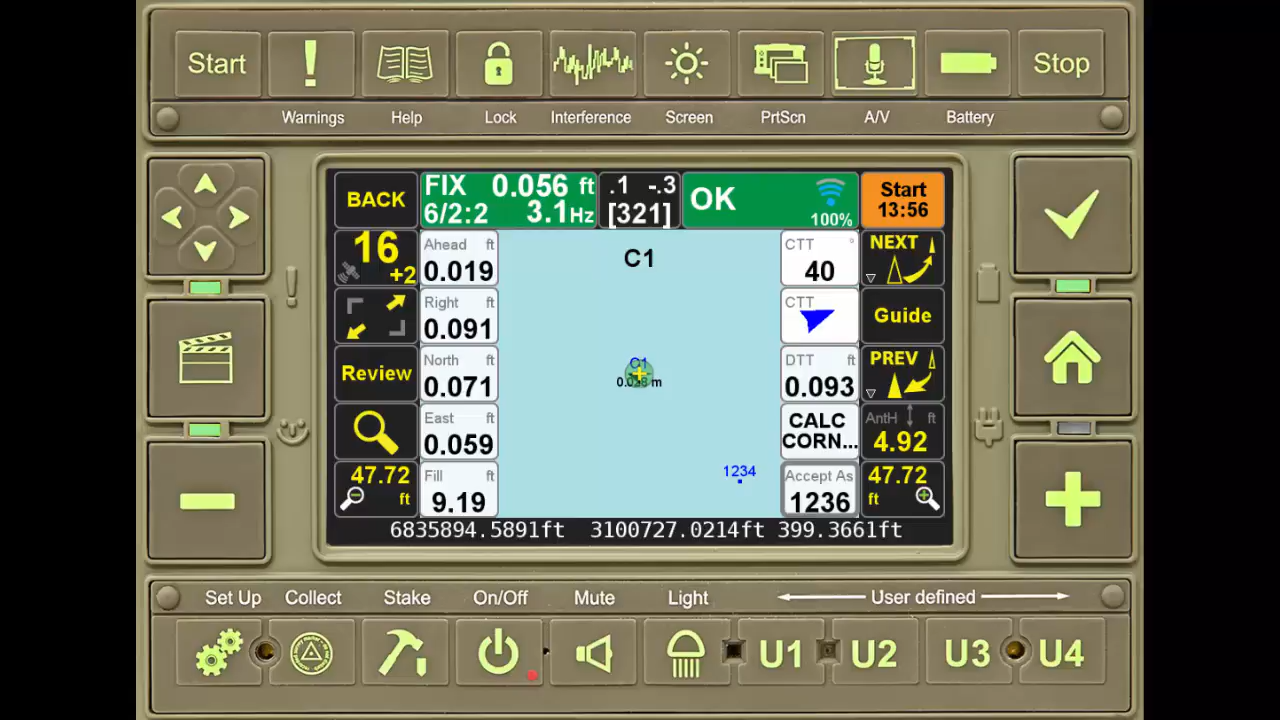 Start
Stop
Warnings Help Lock Interference Screen PrtScn A/V Battery
BACK
FIX 0.056 ft
6/2:2 3.1Hz
.1 -.3
[321]
OK
100%
Start
13:56
16
+2
Ahead ft
0.019
C1
CTT °
40
NEXT
Right ft
0.091
CTT
Guide
Review
North ft
0.071
C1
DTT ft
0.093
PREV
East ft
0.059
CALC
CORN...
AntH ft
4.92
47.72
ft
Fill ft
9.19
1234
Accept As
1236
47.72
ft
6835894.5891ft 3100727.0214ft 399.3661ft
Set Up Collect Stake On/Off Mute Light User defined
U1 U2 U3 U4